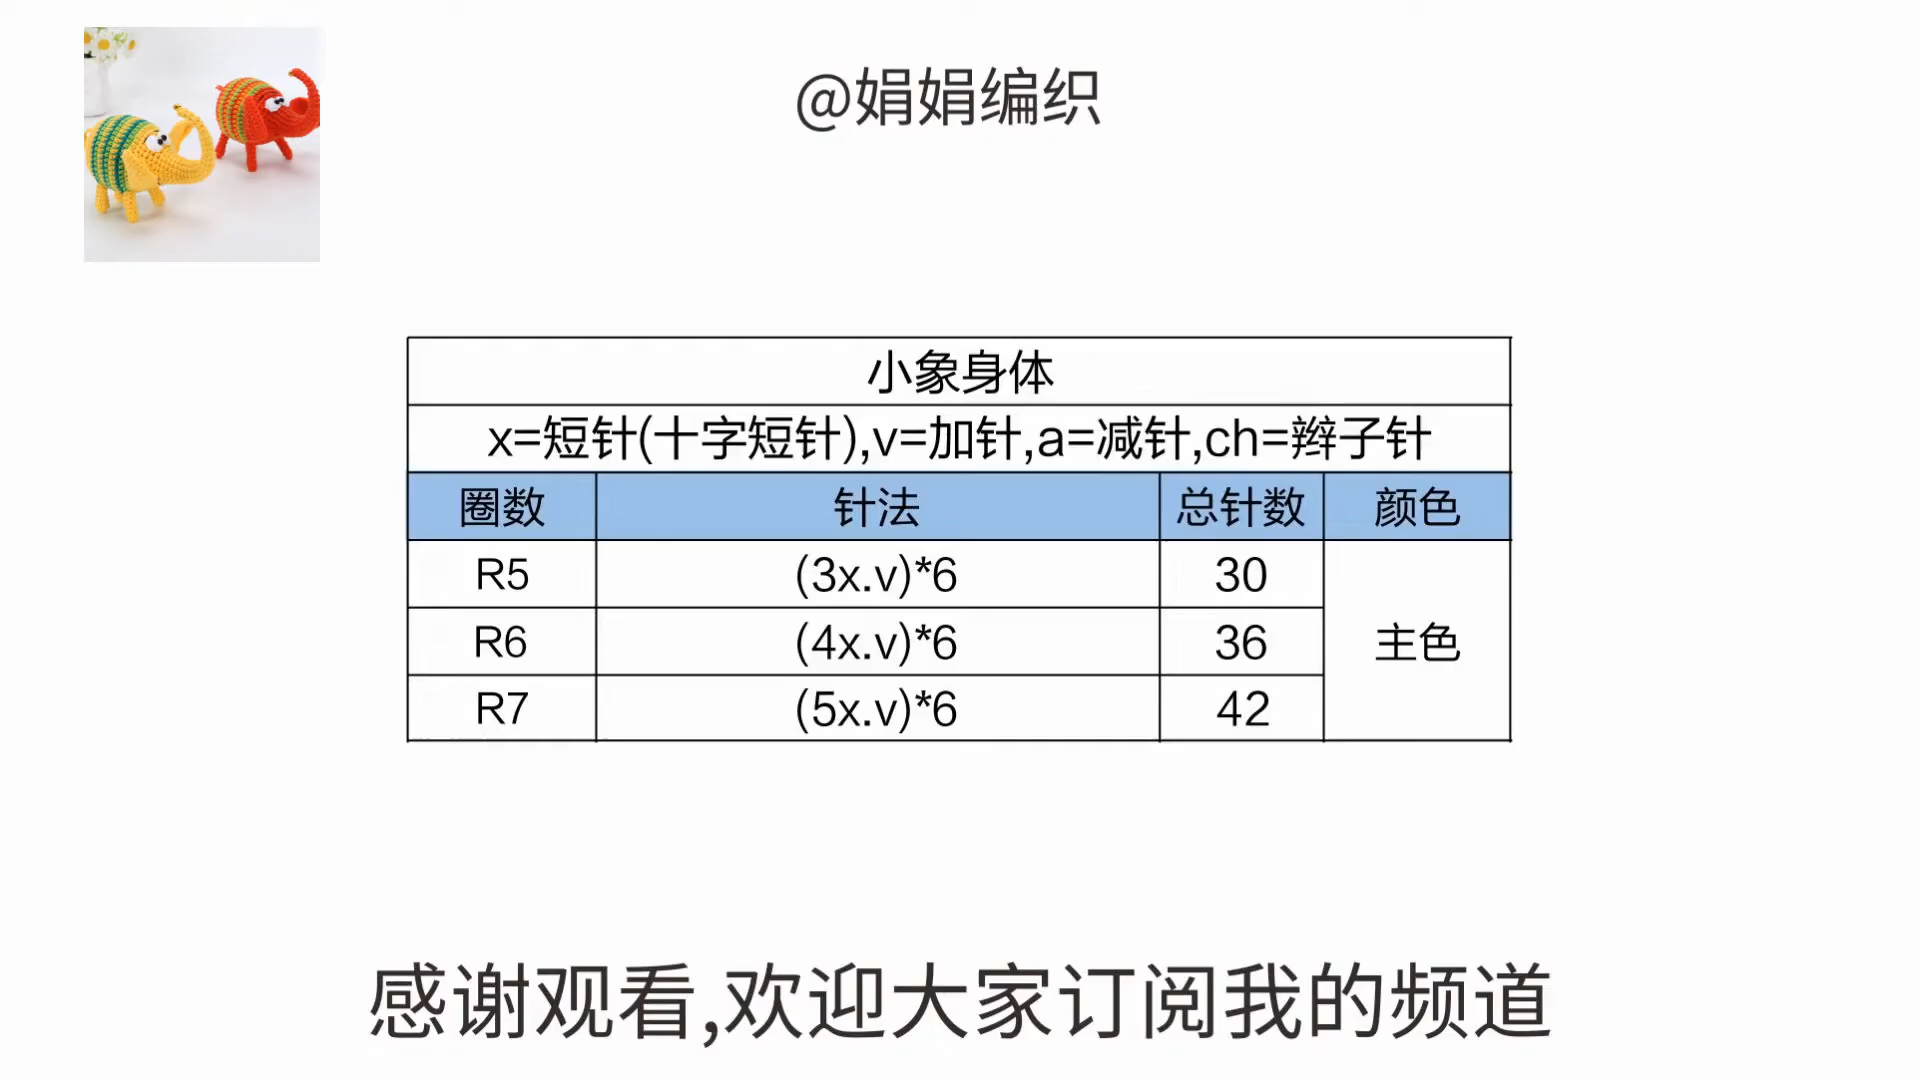 @娟娟编织
小象身体
x=短针(十字短针),v=加针,a=减针,ch=辫子针
圈数 针法 总针数 颜色
R5 (3x.v)*6 30
R6 (4x.v)*6 36 主色
R7 (5x.v)*6 42
感谢观看,欢迎大家订阅我的频道